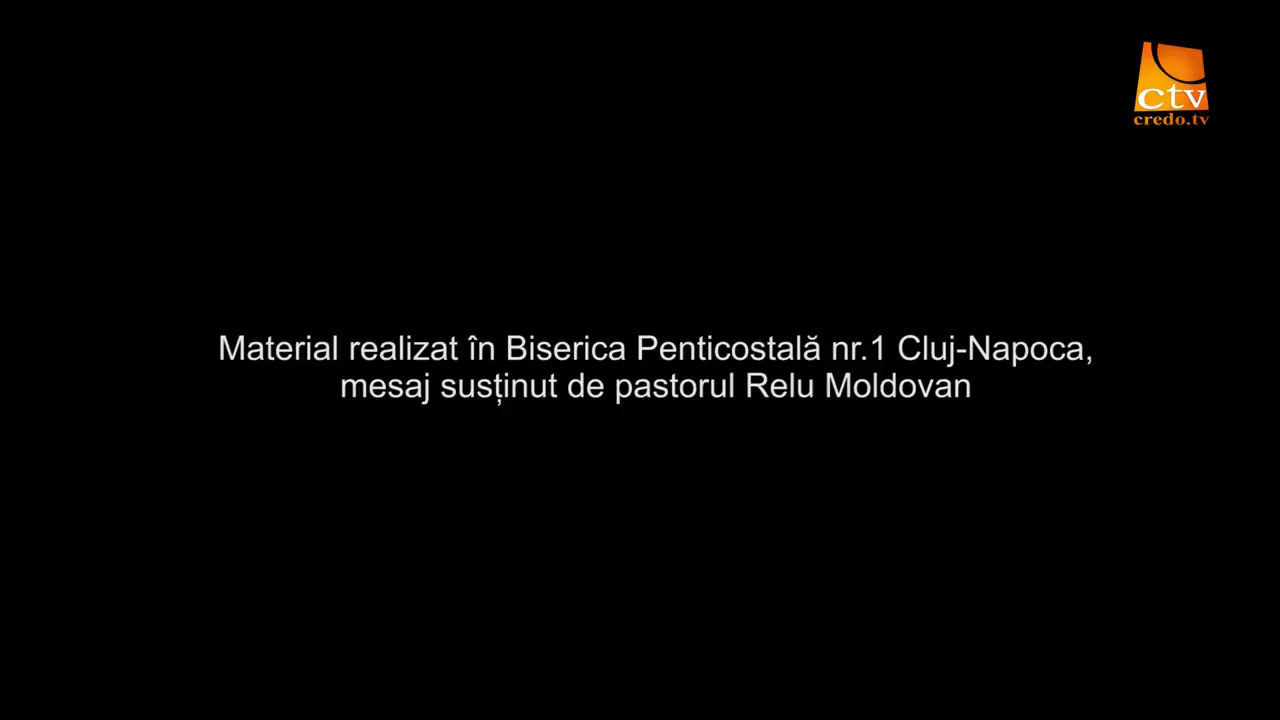 ctv
credo.tv
Material realizat în Biserica Penticostală nr.1 Cluj-Napoca,
mesaj susținut de pastorul Relu Moldovan